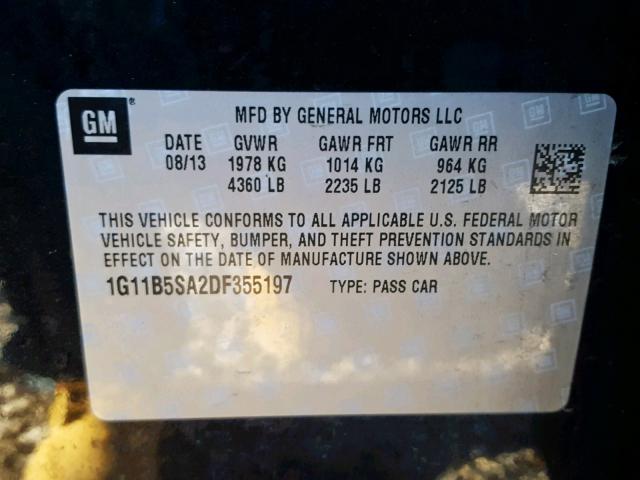 GM ®
MFD BY GENERAL MOTORS LLC
DATE GVWR GAWR FRT GAWR RR
08/13 1978 KG 1014 KG 964 KG
4360 LB 2235 LB 2125 LB
THIS VEHICLE CONFORMS TO ALL APPLICABLE U.S. FEDERAL MOTOR
VEHICLE SAFETY, BUMPER, AND THEFT PREVENTION STANDARDS IN
EFFECT ON THE DATE OF MANUFACTURE SHOWN ABOVE.
1G11B5SA2DF355197 TYPE: PASS CAR